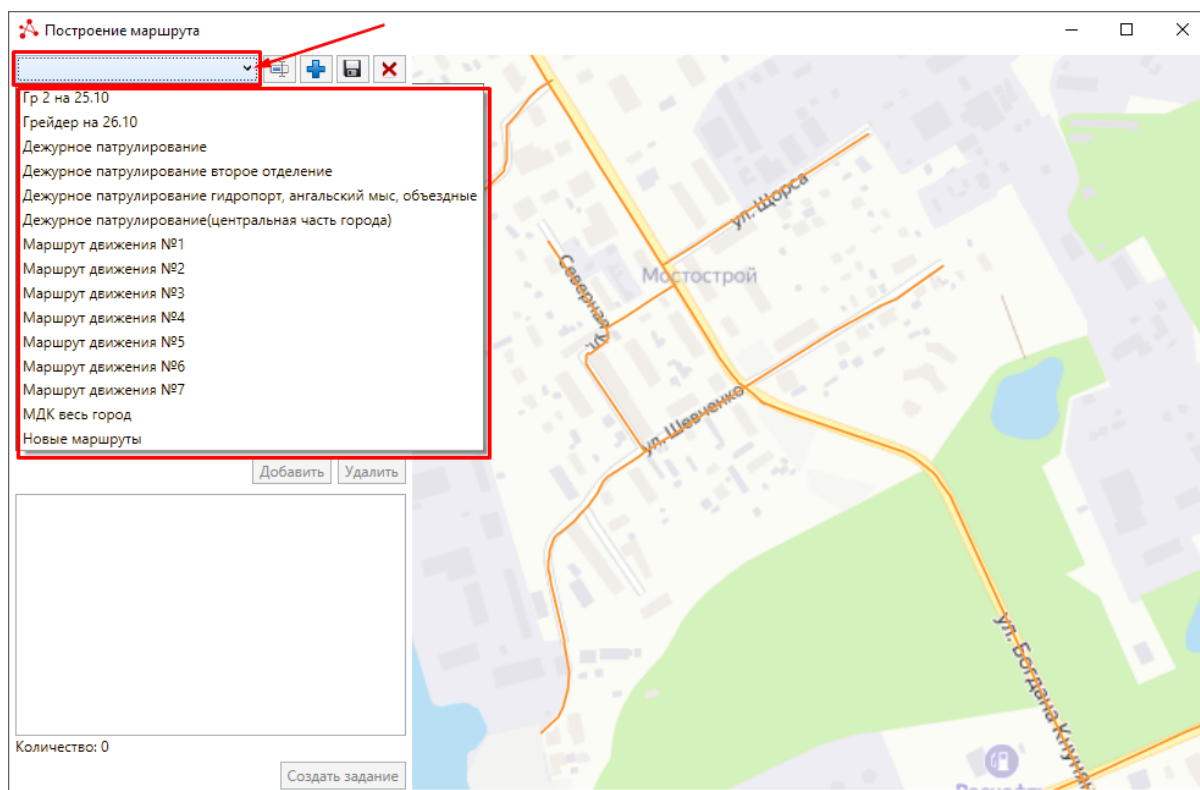 Построение маршрута
Гр 2 на 25.10
Грейдер на 26.10
Дежурное патрулирование
Дежурное патрулирование второе отделение
Дежурное патрулирование гидропорт, ангальский мыс, объездные
Дежурное патрулирование(центральная часть города)
Маршрут движения №1
Маршрут движения №2
Маршрут движения №3
Маршрут движения №4
Маршрут движения №5
Маршрут движения №6
Маршрут движения №7
МДК весь город
Новые маршруты
Добавить Удалить
Количество: 0
Создать задание
ул. Щорса
Мостострой
Северная ул.
ул. Шевченко
ул. Богдана